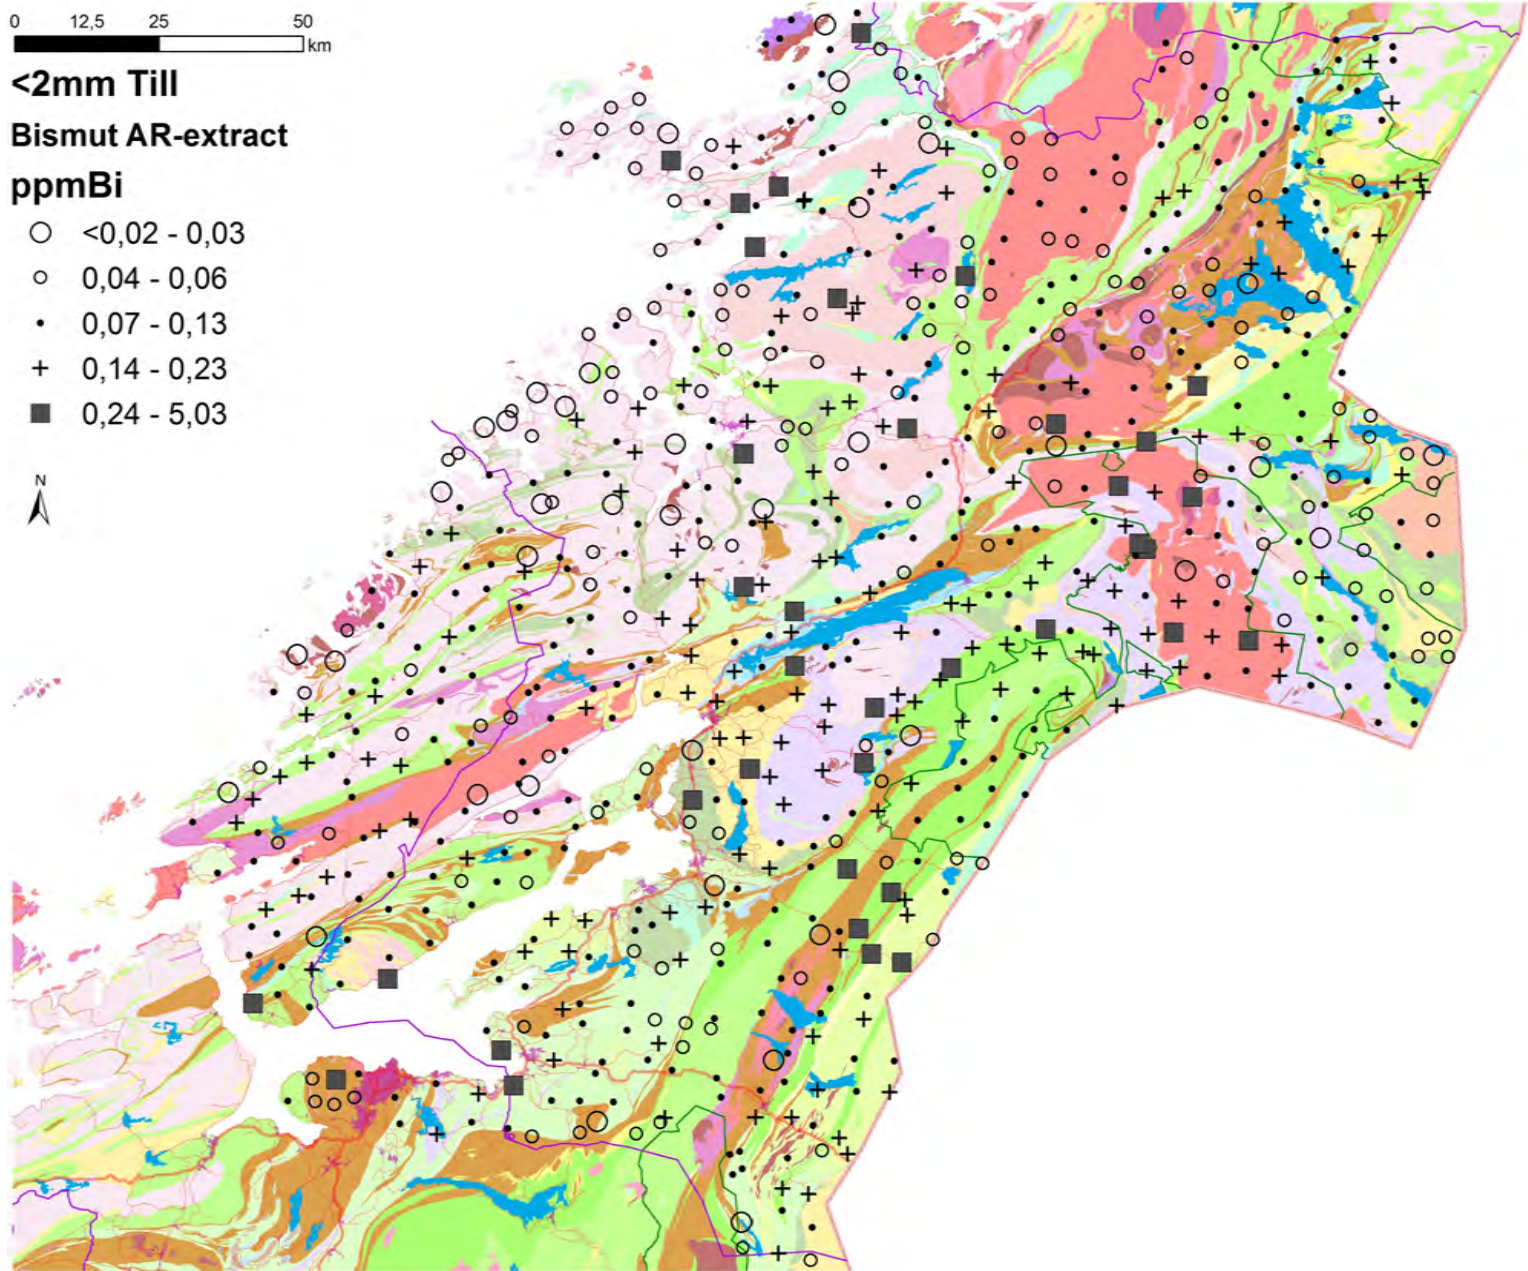 0 12,5 25 50
km
<2mm Till
Bismut AR-extract
ppmBi
<0,02 - 0,03
0,04 - 0,06
0,07 - 0,13
0,14 - 0,23
0,24 - 5,03
N